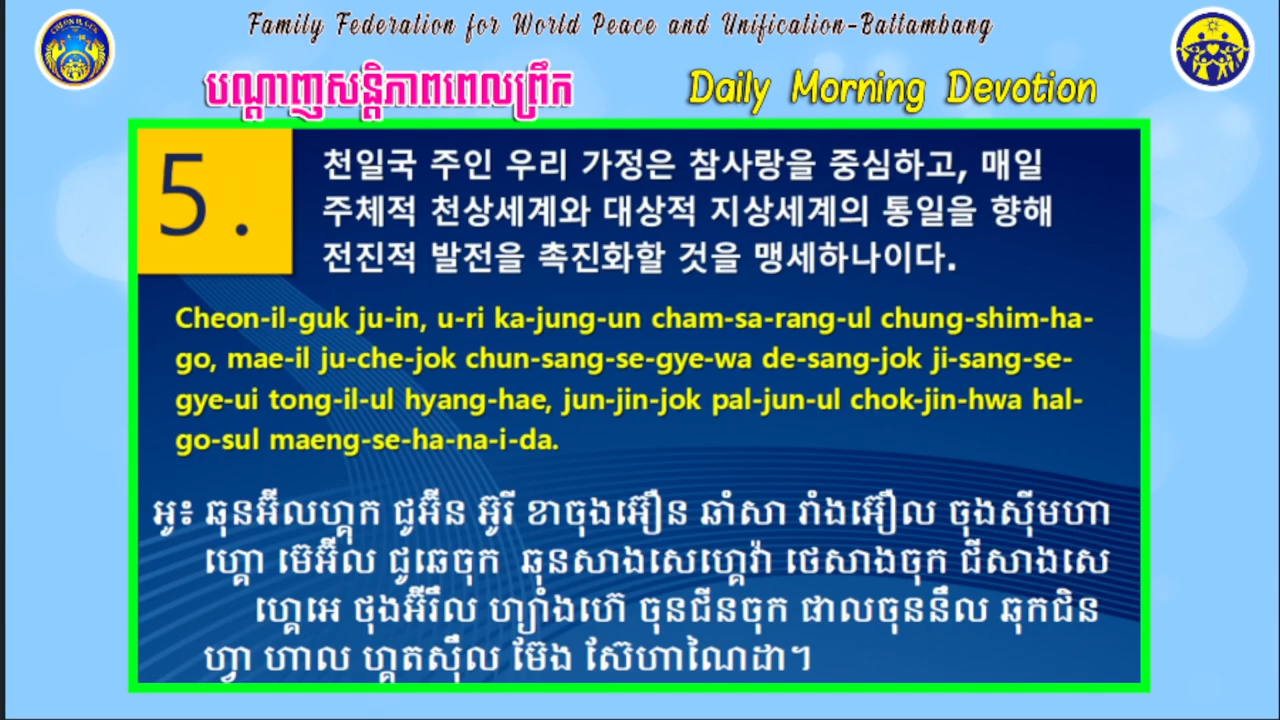 Family Federation for World Peace and Unification-Battambang
CHEON IL GUK
បណ្តាញសន្តិភាពពេលព្រឹក
Daily Morning Devotion
5.
천일국 주인 우리 가정은 참사랑을 중심하고, 매일
주체적 천상세계와 대상적 지상세계의 통일을 향해
전진적 발전을 촉진화할 것을 맹세하나이다.
Cheon-il-guk ju-in, u-ri ka-jung-un cham-sa-rang-ul chung-shim-ha-
go, mae-il ju-che-jok chun-sang-se-gye-wa de-sang-jok ji-sang-se-
gye-ui tong-il-ul hyang-hae, jun-jin-jok pal-jun-ul chok-jin-hwa hal-
go-sul maeng-se-ha-na-i-da.
អូ៖ ឆុនអ៊ីលហ្គុក ជូអ៊ីន អ៊ូរី ខាចុងអ៊ឿន ឆាំសា រ៉ាំងអ៊ឿល ចុងស៊ីមហា
ហ្គោ ម៉េអ៊ីល ជូឆេចុក ឆុនសាងសេហ្គេវ៉ា ថេសាងចុក ជីសាងសេ
ហ្គេអេ ថុងអ៊ីរឹល ហ្យ៉ាំងហ៊េ ចុនជីនចុក ផាលចុននឹល ឆុកជិន
ហ្វា ហាល ហ្គតស៊ឹល ម៉ែង ស៊ែហាណៃដា។